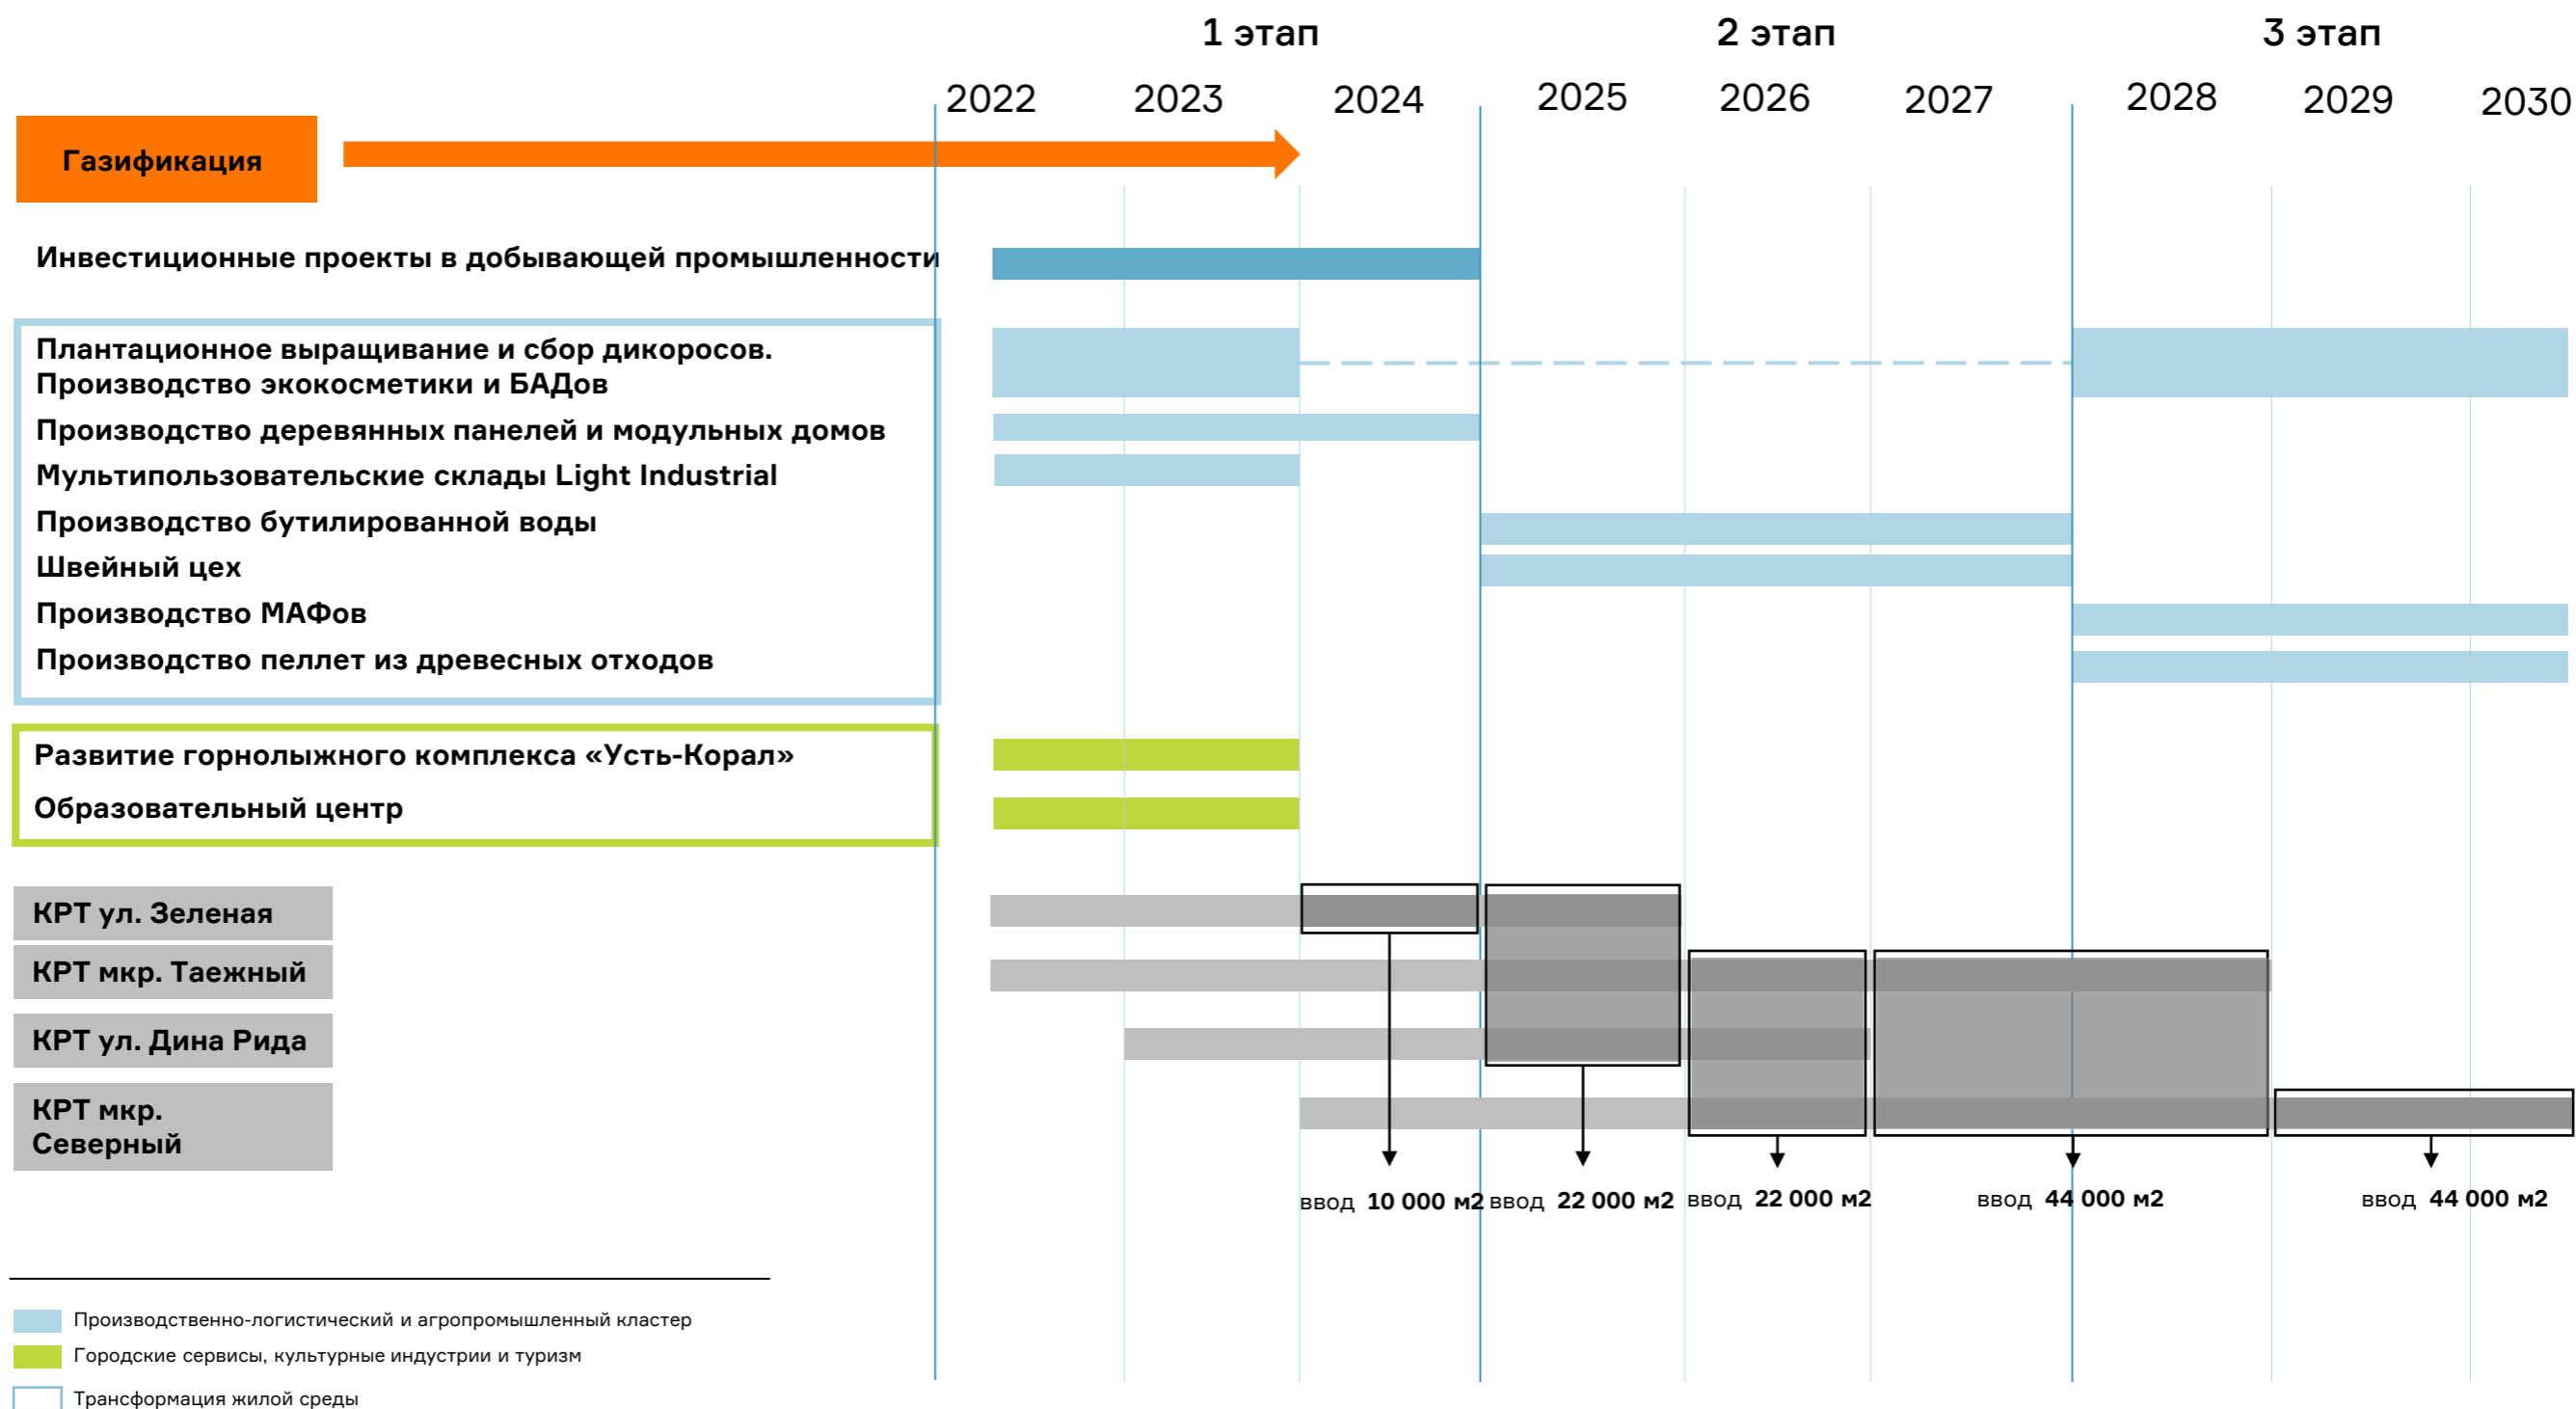 1 этап 2 этап 3 этап
2022 2023 2024 2025 2026 2027 2028 2029 2030
Газификация
Инвестиционные проекты в добывающей промышленности
Плантационное выращивание и сбор дикоросов.
Производство экокосметики и БАДов
Производство деревянных панелей и модульных домов
Мультипользовательские склады Light Industrial
Производство бутилированной воды
Швейный цех
Производство МАФов
Производство пеллет из древесных отходов
Развитие горнолыжного комплекса «Усть-Корал»
Образовательный центр
КРТ ул. Зеленая
КРТ мкр. Таежный
КРТ ул. Дина Рида
КРТ мкр.
Северный
ввод 10 000 м2 ввод 22 000 м2 ввод 22 000 м2 ввод 44 000 м2 ввод 44 000 м2
Производственно-логистический и агропромышленный кластер
Городские сервисы, культурные индустрии и туризм
Трансформация жилой среды